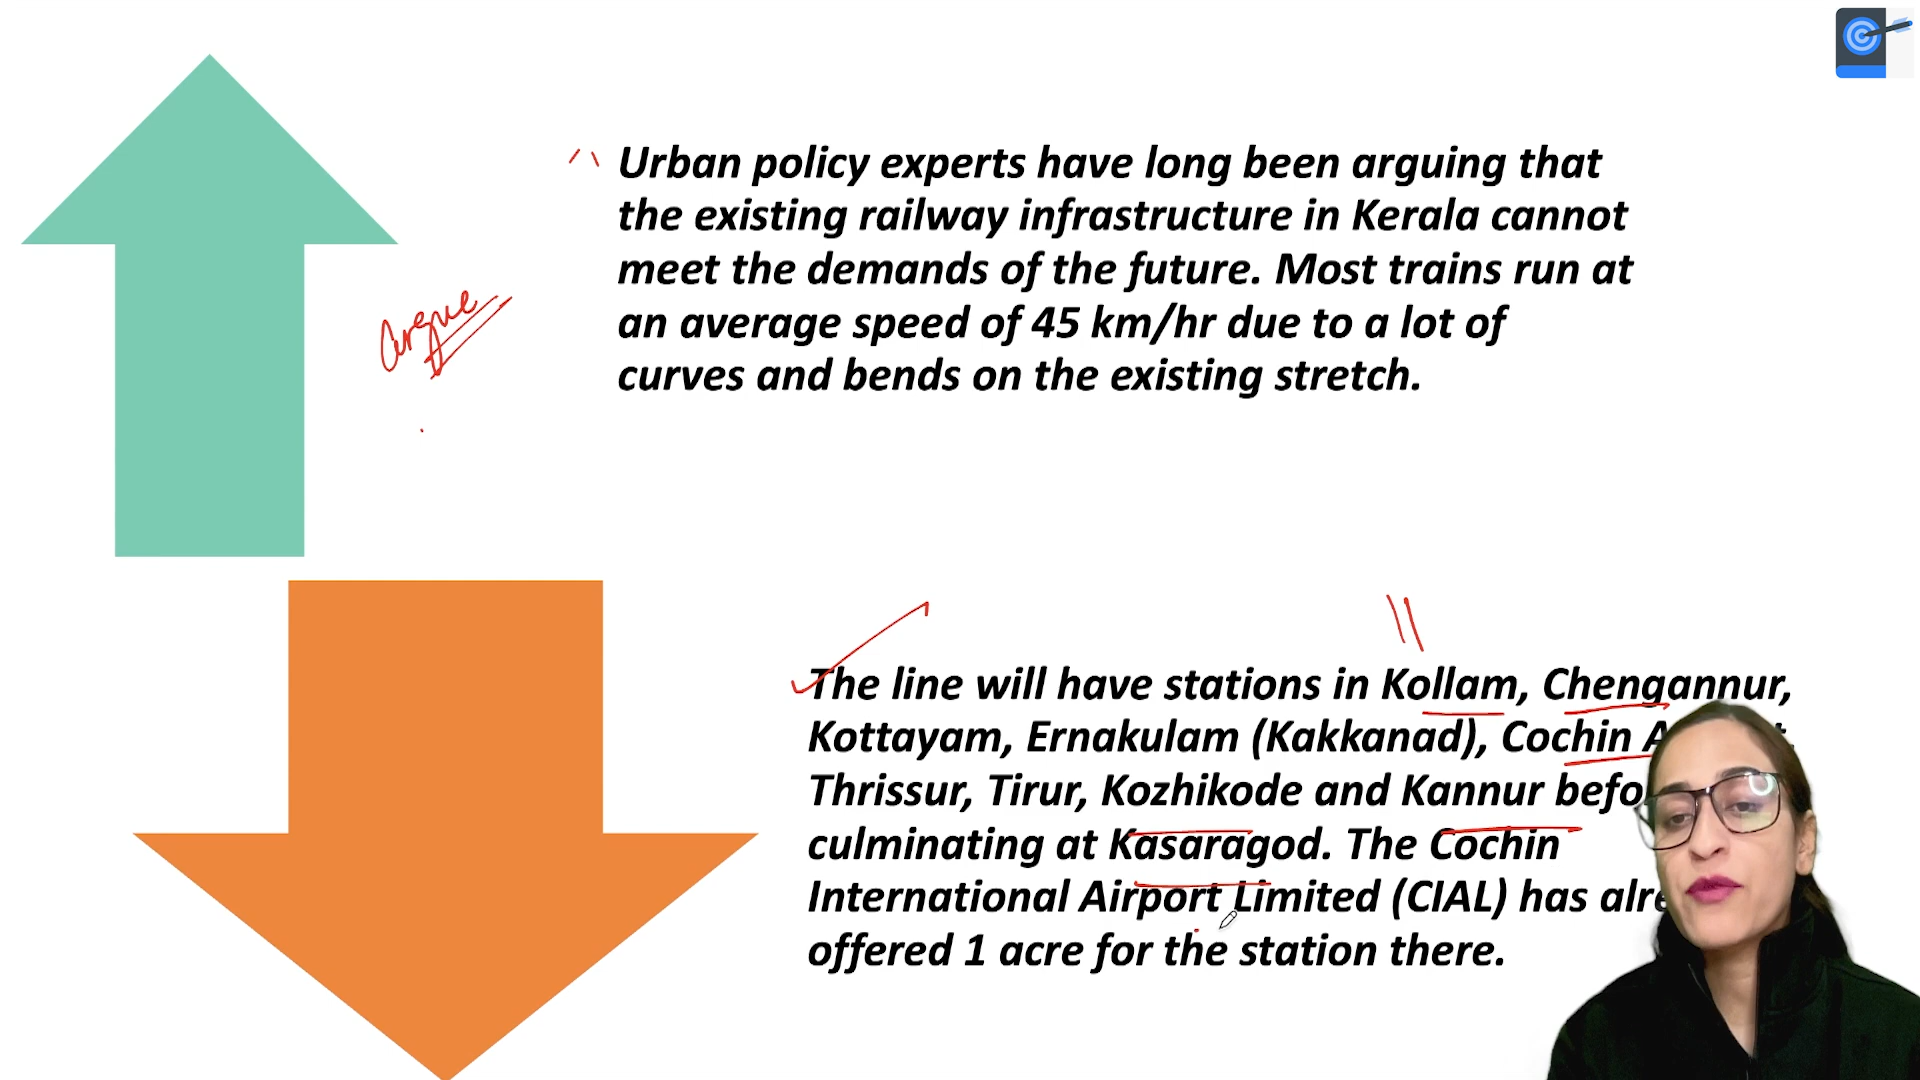 Urban policy experts have long been arguing that
the existing railway infrastructure in Kerala cannot
meet the demands of the future. Most trains run at
an average speed of 45 km/hr due to a lot of
curves and bends on the existing stretch.
argue
The line will have stations in Kollam, Chengannur,
Kottayam, Ernakulam (Kakkanad), Cochin
Thrissur, Tirur, Kozhikode and Kannur
culminating at Kasaragod. The Cochin
International Airport Limited (CIAL) has
offered 1 acre for the station there.